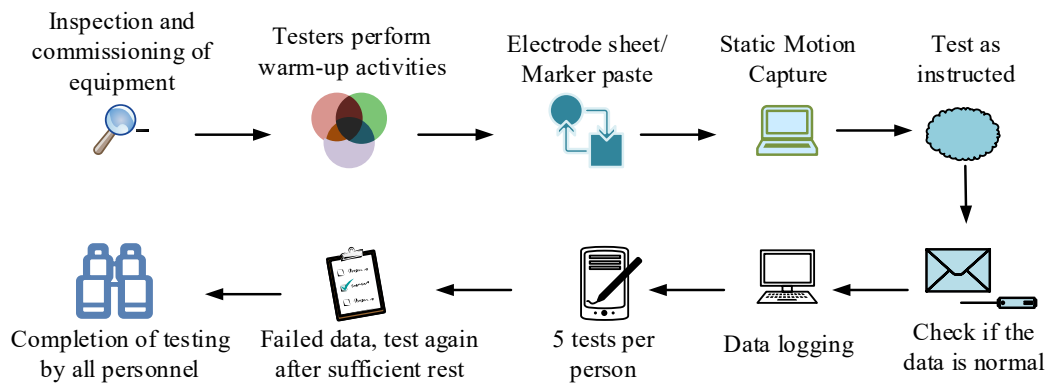 Inspection and
commissioning of
equipment
Testers perform
warm-up activities
Electrode sheet/
Marker paste
Static Motion
Capture
Test as
instructed
Completion of testing
by all personnel
Failed data, test again
after sufficient rest
5 tests per
person
Data logging
Check if the
data is normal